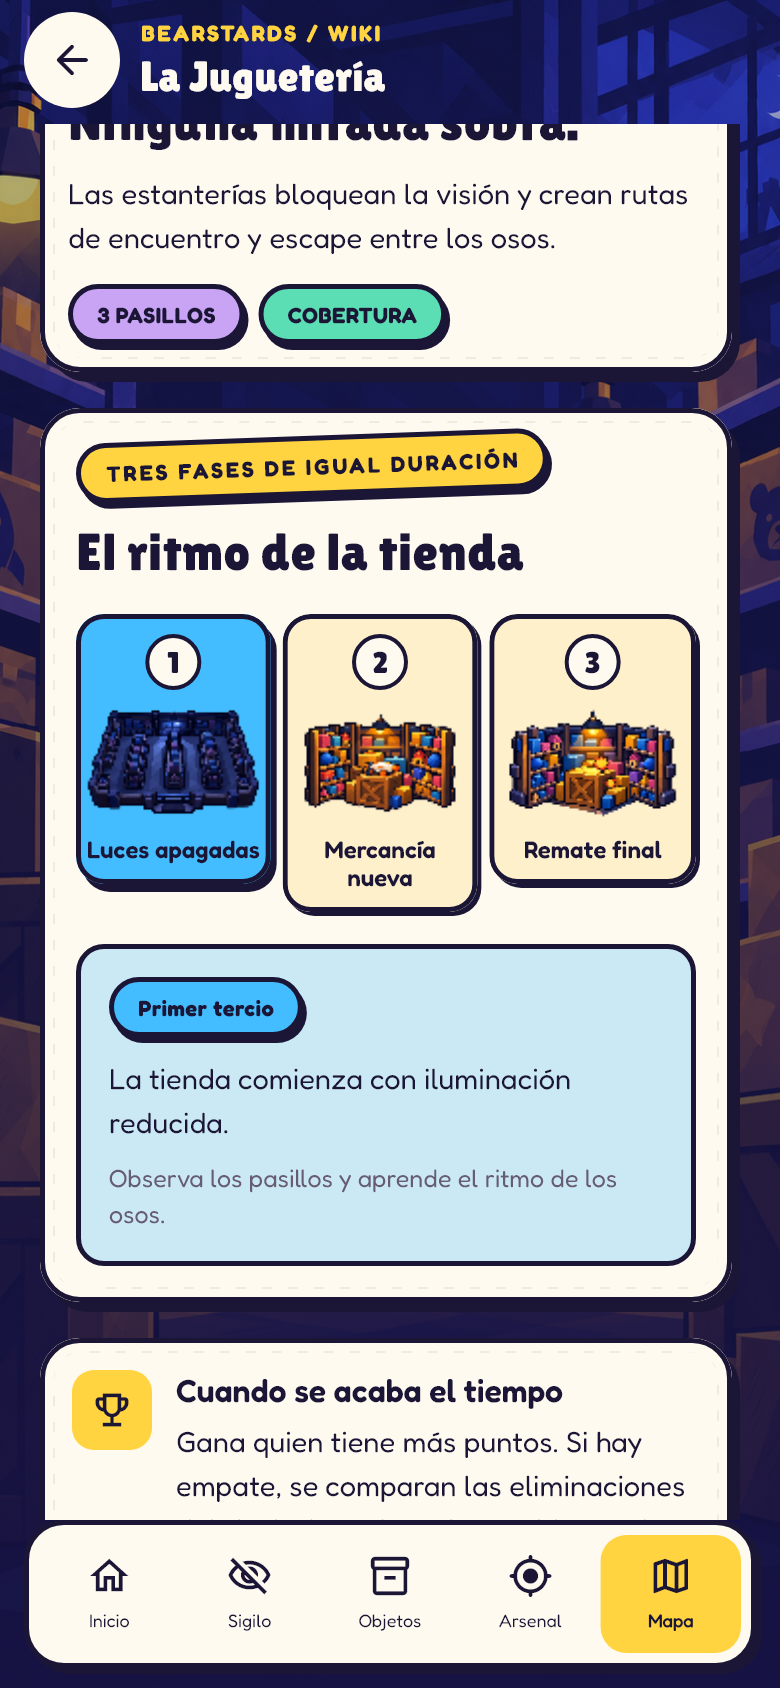 BEARSTARDS / WIKI
La Juguetería
Ninguna mirada sobra.
Las estanterías bloquean la visión y crean rutas
de encuentro y escape entre los osos.
3 PASILLOS
COBERTURA
TRES FASES DE IGUAL DURACIÓN
El ritmo de la tienda
1
2
3
Luces apagadas
Mercancía
nueva
Remate final
Primer tercio
La tienda comienza con iluminación
reducida.
Observa los pasillos y aprende el ritmo de los
osos.
Cuando se acaba el tiempo
Gana quien tiene más puntos. Si hay
empate, se comparan las eliminaciones
Inicio
Sigilo
Objetos
Arsenal
Mapa